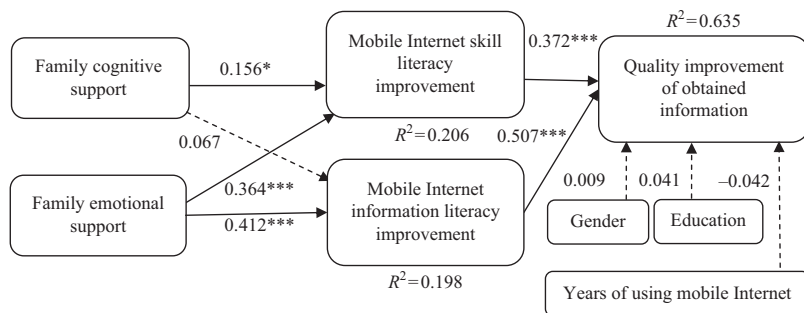 R² = 0.635
Family cognitive
support
0.156*
Mobile Internet skill
literacy
improvement
0.372***
Quality improvement
of obtained
information
0.067
R² = 0.206
0.507***
Family emotional
support
0.364***
0.412***
Mobile Internet
information literacy
improvement
R² = 0.198
0.009
0.041
–0.042
Gender
Education
Years of using mobile Internet